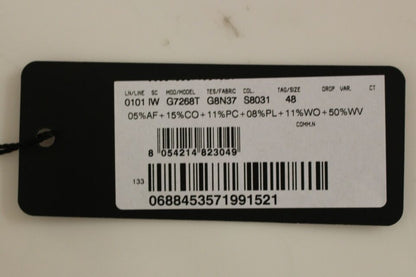 LN/LINE SC MOD/MODEL TES/FABRIC COL. TAG/SIZE DROP VAR. CT
0101 IW G7268T G8N37 S8031 48
05%AF+15%CO+11%PC+08%PL+11%WO+50%WV
COMM.N
8 054214 823049
133
0688453571991521